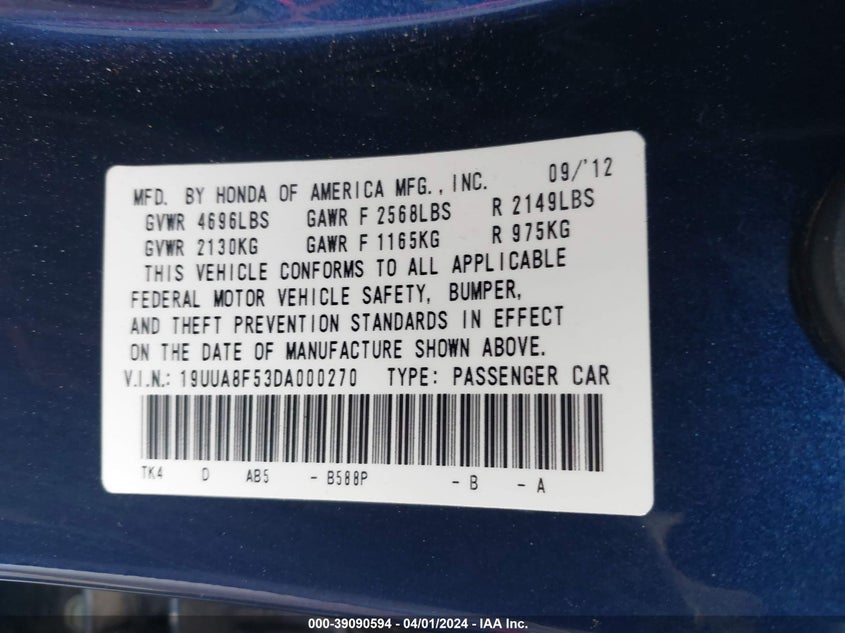 MFD. BY HONDA OF AMERICA MFG., INC. 09/'12
GVWR 4696LBS GAWR F 2568LBS R 2149LBS
GVWR 2130KG GAWR F 1165KG R 975KG
THIS VEHICLE CONFORMS TO ALL APPLICABLE
FEDERAL MOTOR VEHICLE SAFETY, BUMPER,
AND THEFT PREVENTION STANDARDS IN EFFECT
ON THE DATE OF MANUFACTURE SHOWN ABOVE.
V.I.N.: 19UUA8F53DA000270 TYPE: PASSENGER CAR
TK4 D AB5 - B588P - B - A
000-39090594 - 04/01/2024 - IAA Inc.